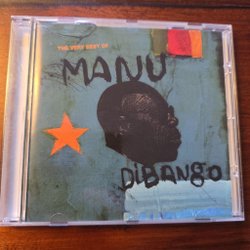 THE VERY BEST OF
MANU
DiBANGO